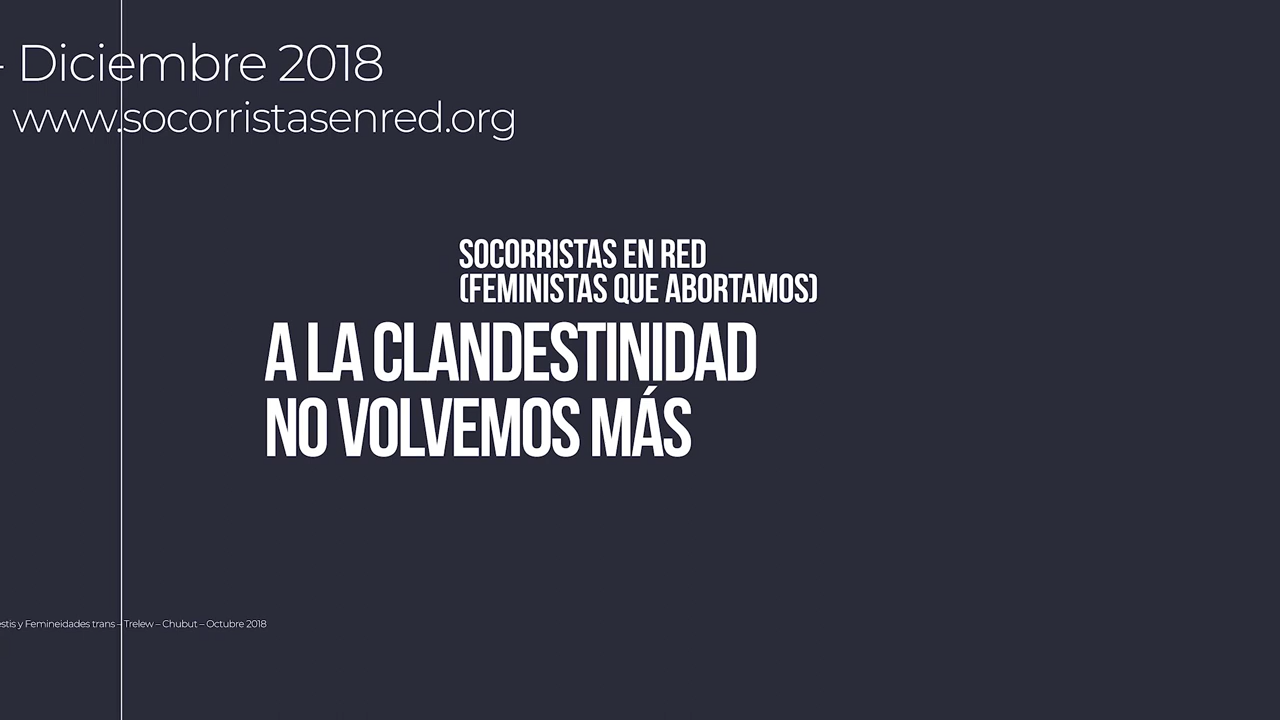 - Diciembre 2018
www.socorristasenred.org
SOCORRISTAS EN RED
(FEMINISTAS QUE ABORTAMOS)
A LA CLANDESTINIDAD
NO VOLVEMOS MÁS
estis y Femineidades trans – Trelew – Chubut – Octubre 2018